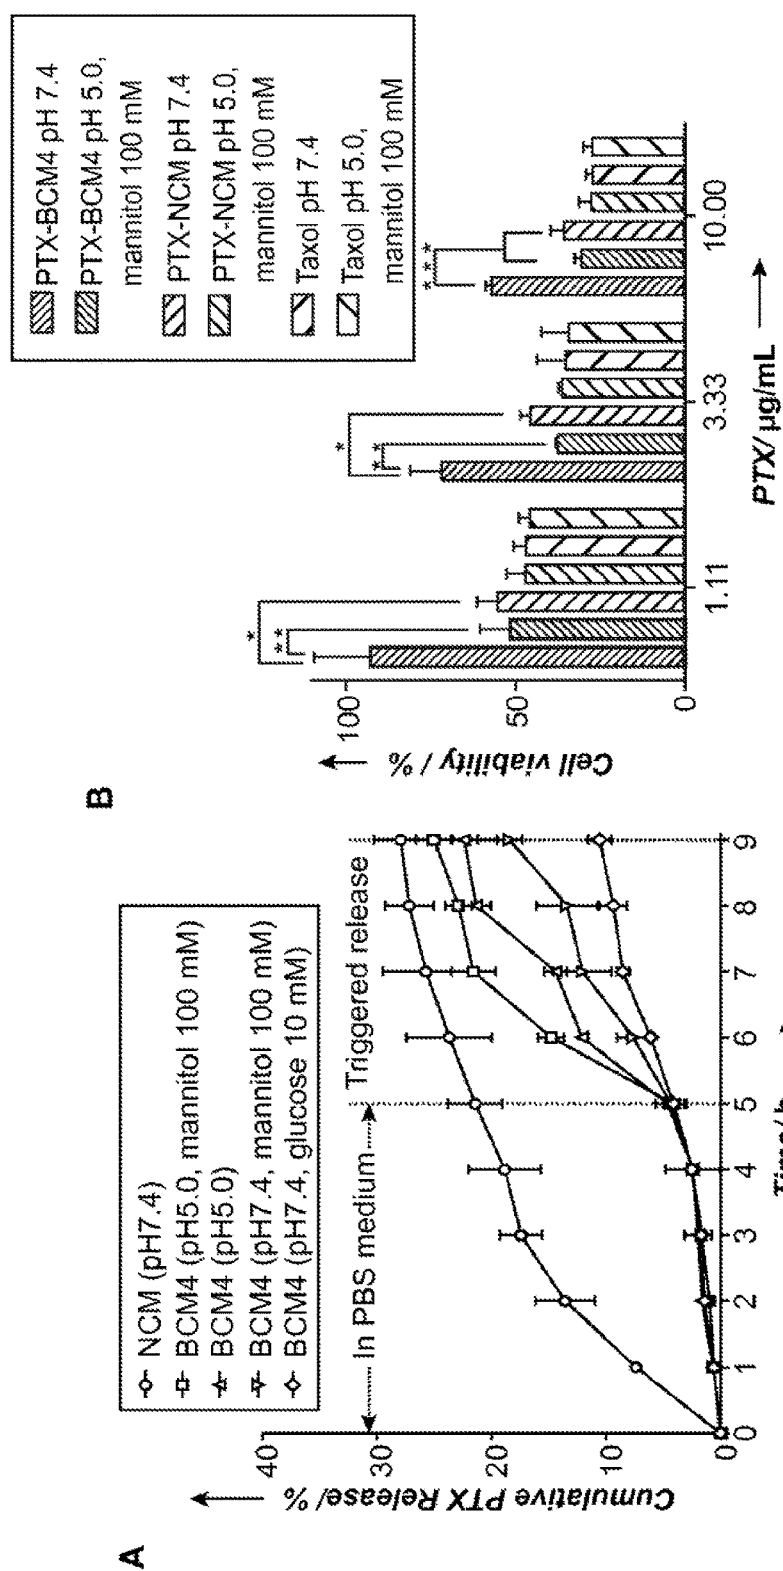 A
Cumulative PTX Release/ %
40
30
20
10
0
NCM (pH7.4)
BCM4 (pH5.0, mannitol 100 mM)
BCM4 (pH5.0)
BCM4 (pH7.4, mannitol 100 mM)
BCM4 (pH7.4, glucose 10 mM)
In PBS medium
Triggered release
0 1 2 3 4 5 6 7 8 9
B
Cell viability / %
100
50
0
PTX-BCM4 pH 7.4
PTX-BCM4 pH 5.0,
mannitol 100 mM
PTX-NCM pH 7.4
PTX-NCM pH 5.0,
mannitol 100 mM
Taxol pH 7.4
Taxol pH 5.0,
mannitol 100 mM
*
**
*
**
***
1.11 3.33 10.00
PTX/ µg/mL